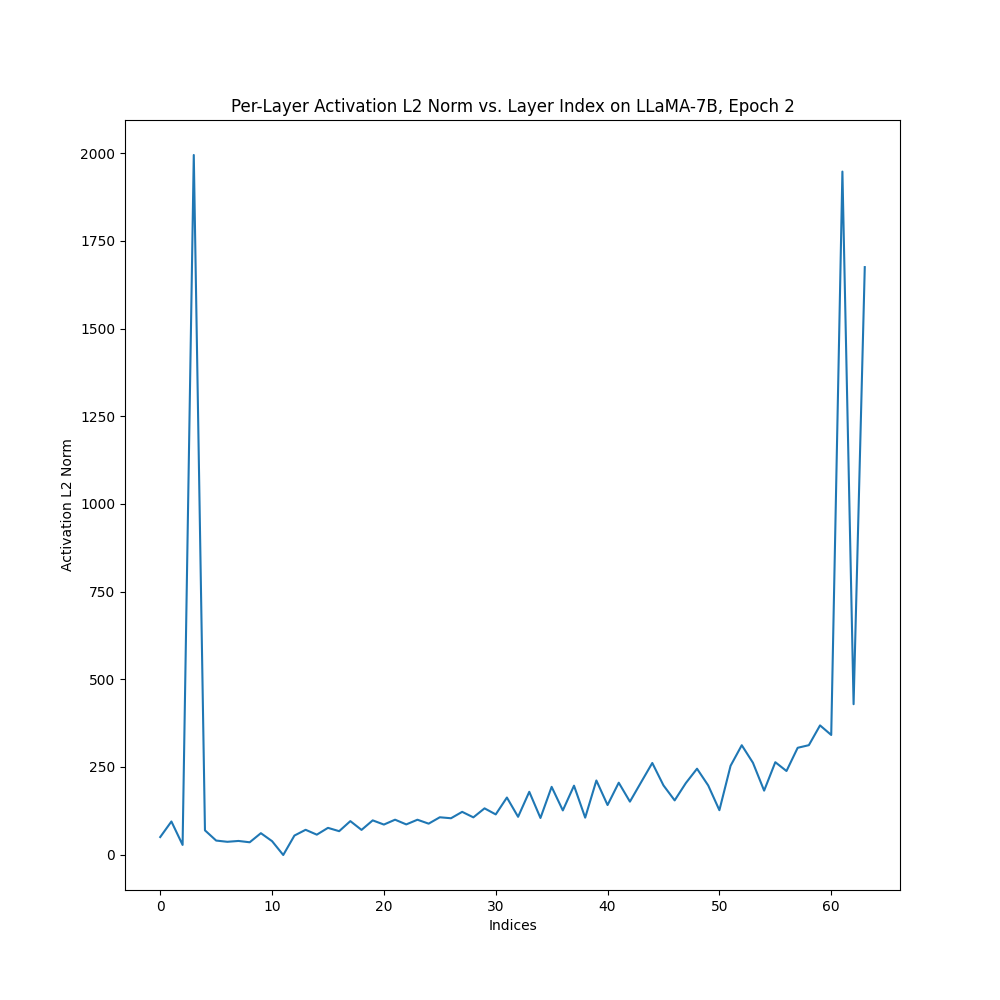 Per-Layer Activation L2 Norm vs. Layer Index on LLaMA-7B, Epoch 2
2000
1750
1500
1250
1000
750
500
250
0
Activation L2 Norm
0 10 20 30 40 50 60
Indices